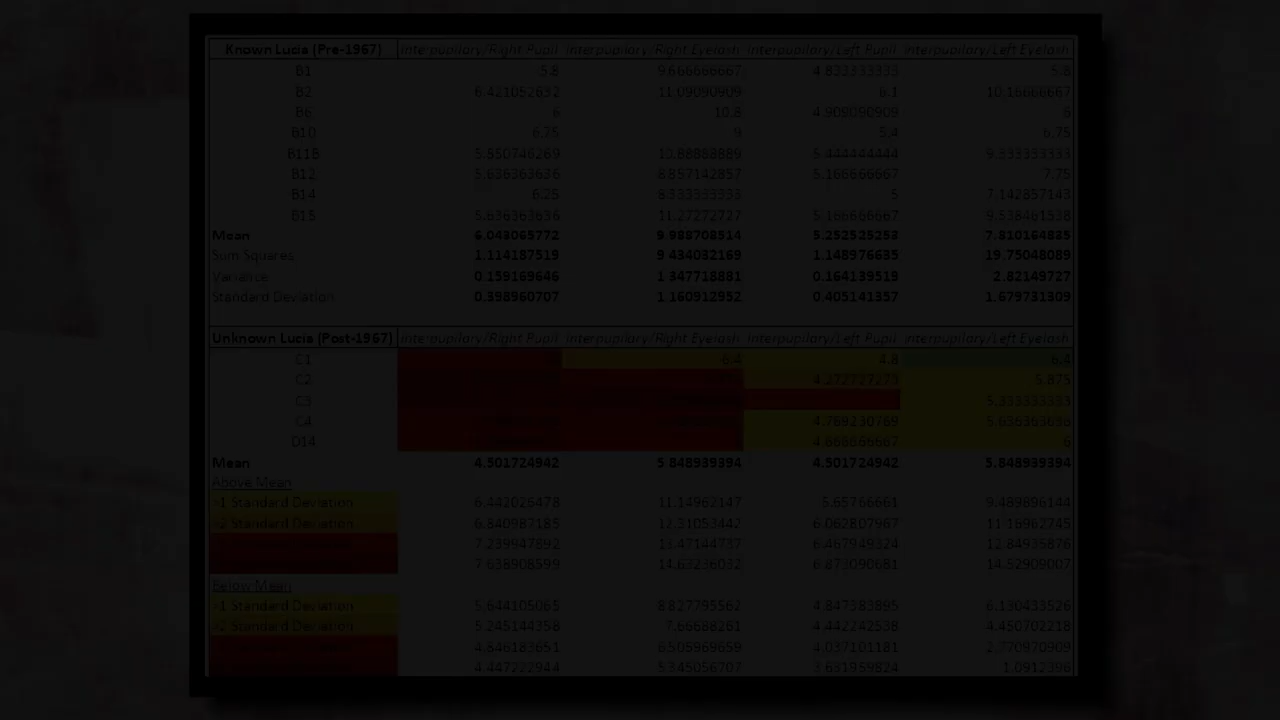 Known Lucia (Pre-1967) Interpupilary/Right Pupil Interpupilary/Right Eyelash Interpupilary/Left Pupil Interpupilary/Left Eyelash
B1 5.8 9.666666667 4.833333333 5.8
B2 6.421052632 11.09090909 6.1 10.16666667
B6 6 10.8 4.909090909 6
B10 6.75 9 5.4 6.75
B11B 5.850746269 10.88888889 5.444444444 9.333333333
B12 5.636363636 8.857142857 5.166666667 7.75
B14 6.25 8.333333333 5 7.142857143
B15 5.636363636 11.27272727 5.166666667 9.538461538
Mean 6.043065772 9.988708514 5.252525253 7.810164835
Sum Squares 1.114187519 9.434032169 1.148976635 19.75048089
Variance 0.159169646 1.347718881 0.164139519 2.82149727
Standard Deviation 0.398960707 1.160912952 0.405141357 1.679731309
Unknown Lucia (Post-1967) Interpupilary/Right Pupil Interpupilary/Right Eyelash Interpupilary/Left Pupil Interpupilary/Left Eyelash
C1 6.4 4.8 6.4
C2 4.272727273 5.875
C3 5.333333333
C4 4.769230769 5.636363636
D14 4.666666667 6
Mean 4.501724942 5.848939394 4.501724942 5.848939394
Above Mean
+1 Standard Deviation 6.442026478 11.14962147 5.65766661 9.489896144
+2 Standard Deviation 6.840987185 12.31053442 6.062807967 11.16962745
7.239947892 13.47144737 6.467949324 12.84935876
7.638908599 14.63236032 6.873090681 14.52909007
Below Mean
-1 Standard Deviation 5.644105065 8.827795562 4.847383895 6.130433526
-2 Standard Deviation 5.245144358 7.66688261 4.442242538 4.450702218
4.846183651 6.505969659 4.037101181 2.770970909
4.447222944 5.345056707 3.631959824 1.0912396